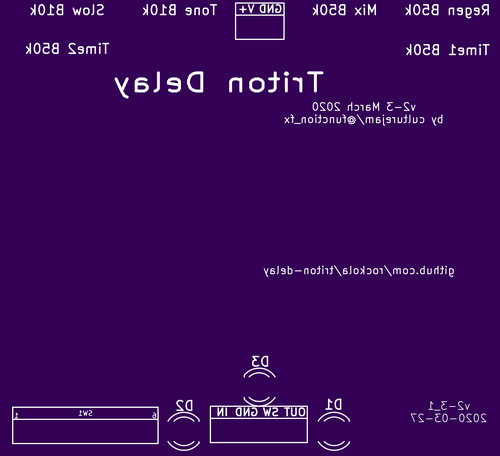 Regen B50k
Mix B50k
GND V+
Tone B10k
Slow B10k
Time1 B50k
Time2 B50k
Triton Delay
v2-3 March 2020
by culturejam/@function_fx
github.com/rockola/triton-delay
D3
D1
OUT SW GND IN
D2
6 SW1 1
v2-3_1
2020-03-27